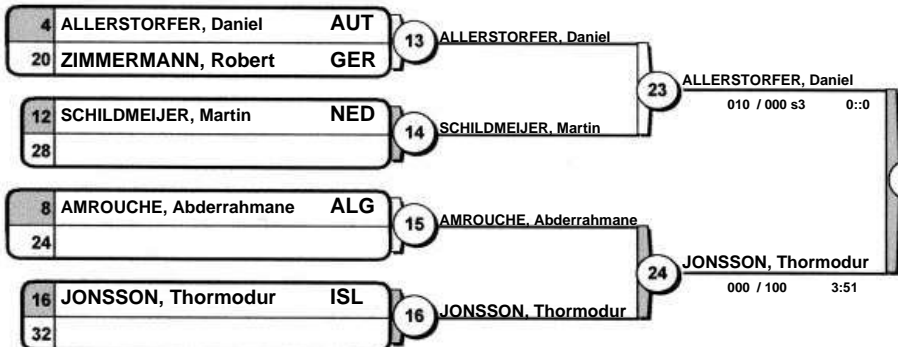 4 ALLERSTORFER, Daniel AUT
20 ZIMMERMANN, Robert GER
13 ALLERSTORFER, Daniel
12 SCHILDMEIJER, Martin NED
28
14 SCHILDMEIJER, Martin
23 ALLERSTORFER, Daniel
010 / 000 s3 0::0
8 AMROUCHE, Abderrahmane ALG
24
15 AMROUCHE, Abderrahmane
16 JONSSON, Thormodur ISL
32
16 JONSSON, Thormodur
24 JONSSON, Thormodur
000 / 100 3:51